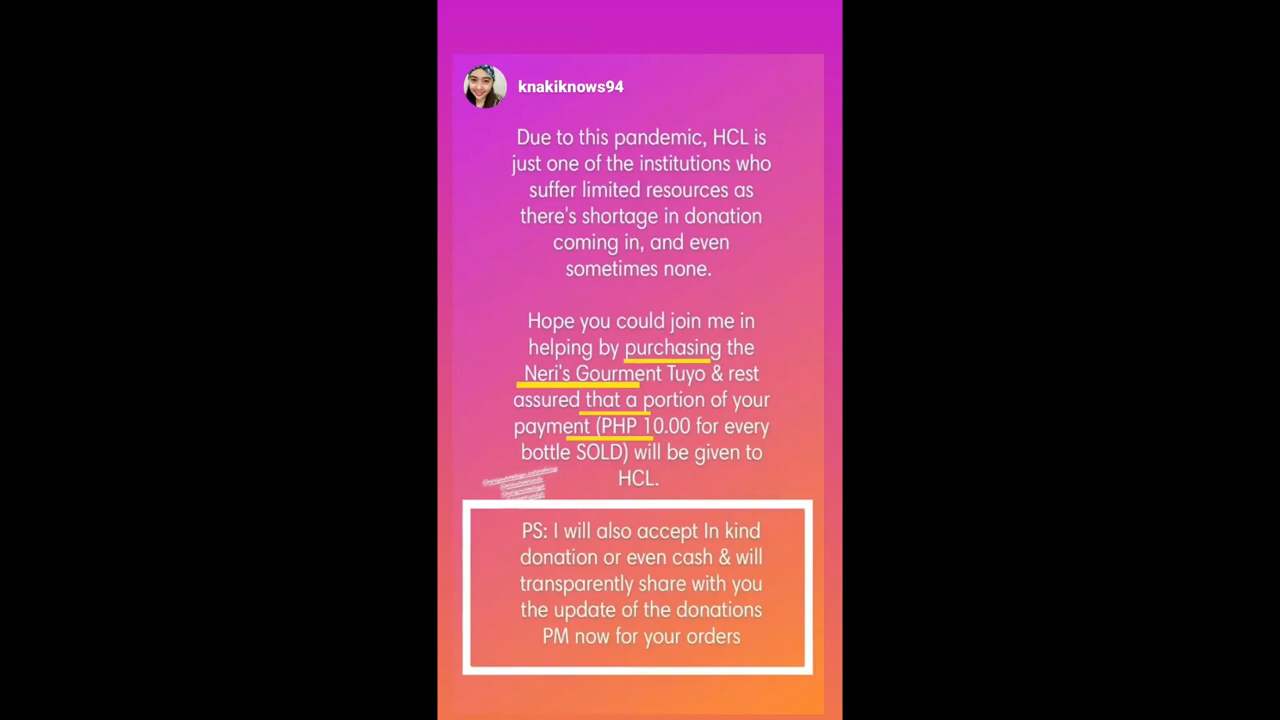 knakiknows94
Due to this pandemic, HCL is
just one of the institutions who
suffer limited resources as
there's shortage in donation
coming in, and even
sometimes none.
Hope you could join me in
helping by purchasing the
Neri's Gourment Tuyo & rest
assured that a portion of your
payment (PHP 10.00 for every
bottle SOLD) will be given to
HCL.
PS: I will also accept In kind
donation or even cash & will
transparently share with you
the update of the donations
PM now for your orders